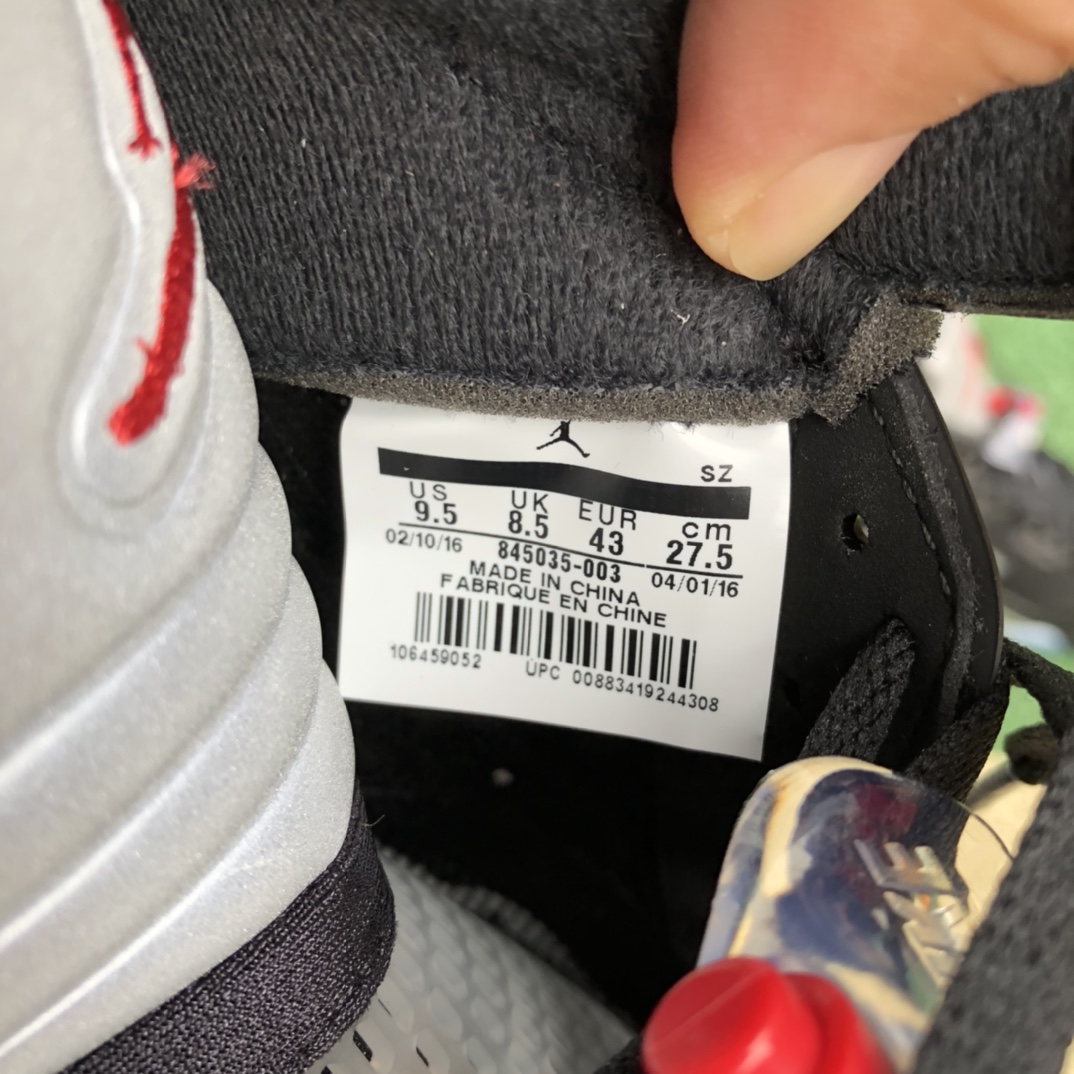 SZ
US UK EUR cm
9.5 8.5 43 27.5
02/10/16 845035-003 04/01/16
MADE IN CHINA
FABRIQUE EN CHINE
106459052 UPC 00883419244308